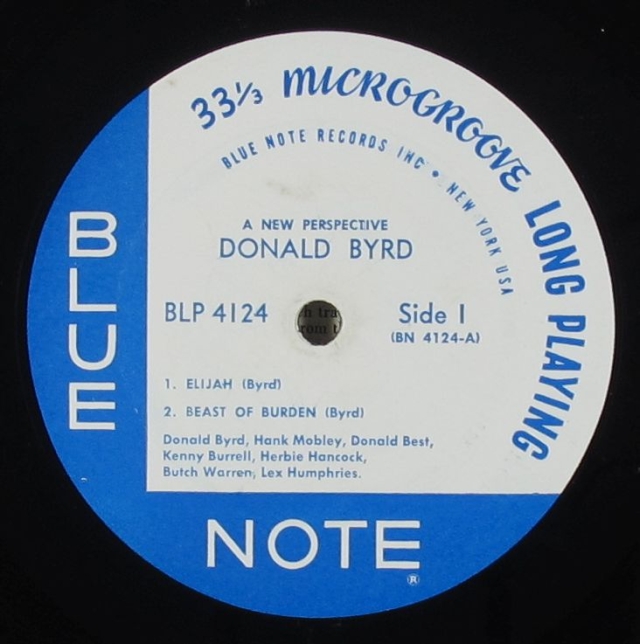 33⅓ MICROGROOVE LONG PLAYING
BLUE NOTE RECORDS INC • NEW YORK USA
A NEW PERSPECTIVE
DONALD BYRD
BLP 4124
Side 1
(BN 4124-A)
1. ELIJAH (Byrd)
2. BEAST OF BURDEN (Byrd)
Donald Byrd, Hank Mobley, Donald Best,
Kenny Burrell, Herbie Hancock,
Butch Warren, Lex Humphries.
BLUE
NOTE
®